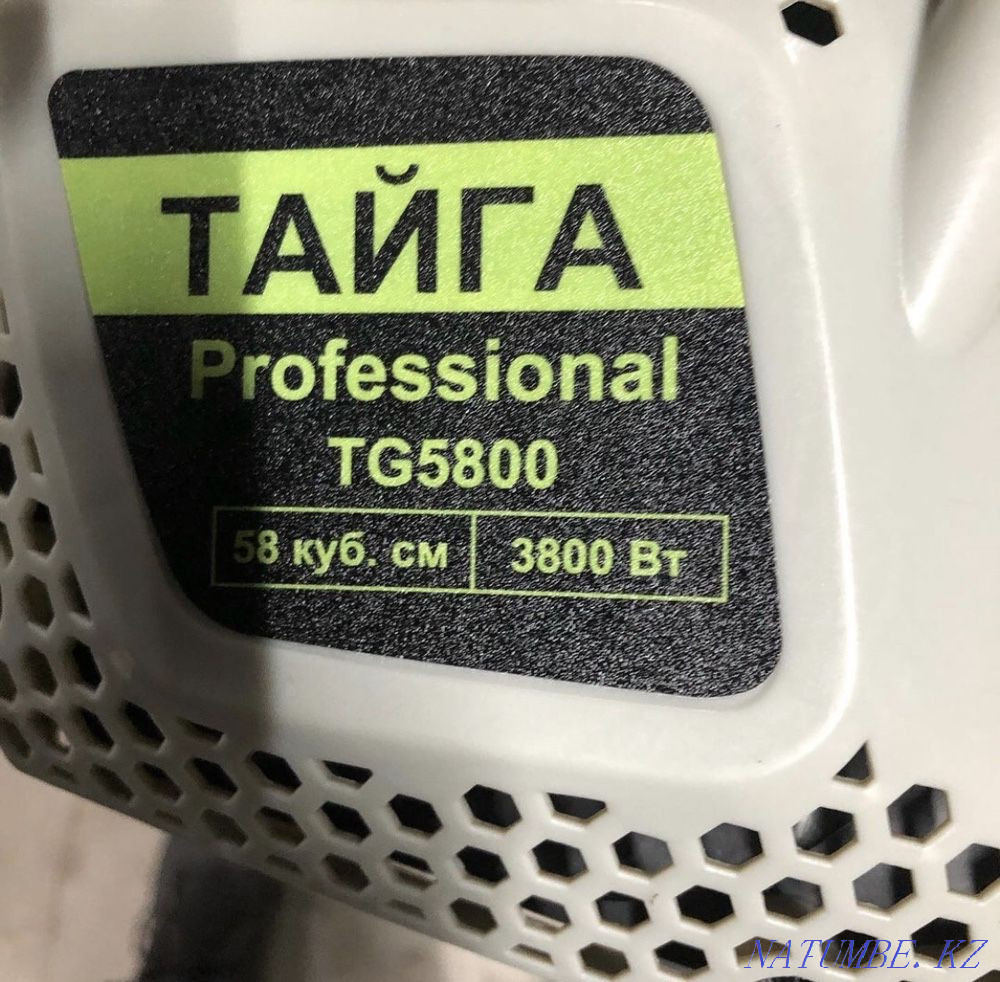 ТАЙГА
Professional
TG5800
58 куб. см 3800 Вт
NATUMBE.KZ